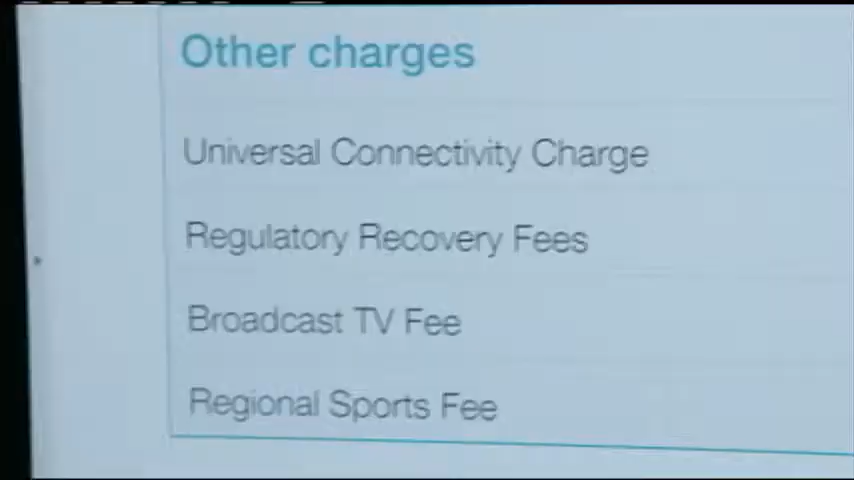 Other charges
Universal Connectivity Charge
Regulatory Recovery Fees
Broadcast TV Fee
Regional Sports Fee